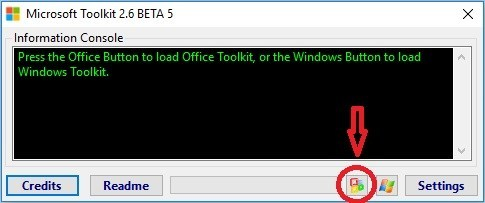 Microsoft Toolkit 2.6 BETA 5
Information Console
Press the Office Button to load Office Toolkit, or the Windows Button to load
Windows Toolkit.
Credits
Readme
Settings